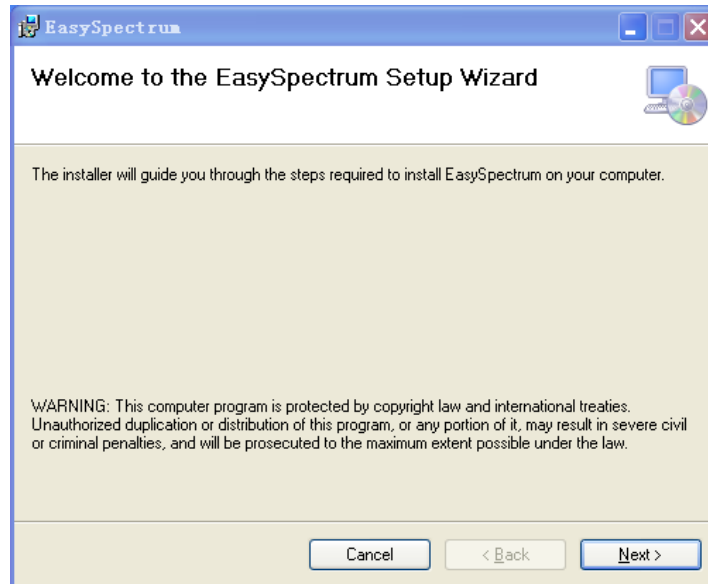 EasySpectrum
Welcome to the EasySpectrum Setup Wizard
The installer will guide you through the steps required to install EasySpectrum on your computer.
WARNING: This computer program is protected by copyright law and international treaties.
Unauthorized duplication or distribution of this program, or any portion of it, may result in severe civil
or criminal penalties, and will be prosecuted to the maximum extent possible under the law.
Cancel < Back Next >